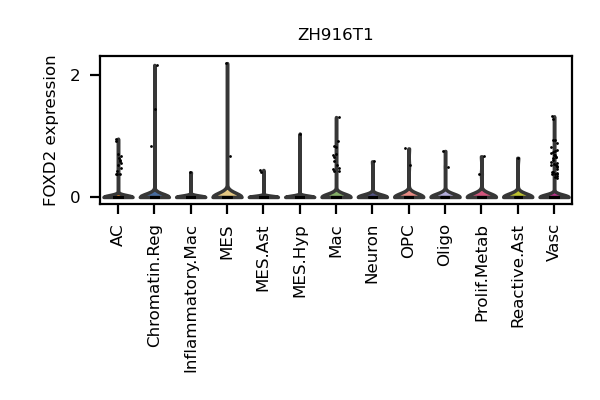 ZH916T1
FOXD2 expression
2
0
AC
Chromatin.Reg
Inflammatory.Mac
MES
MES.Ast
MES.Hyp
Mac
Neuron
OPC
Oligo
Prolif.Metab
Reactive.Ast
Vasc